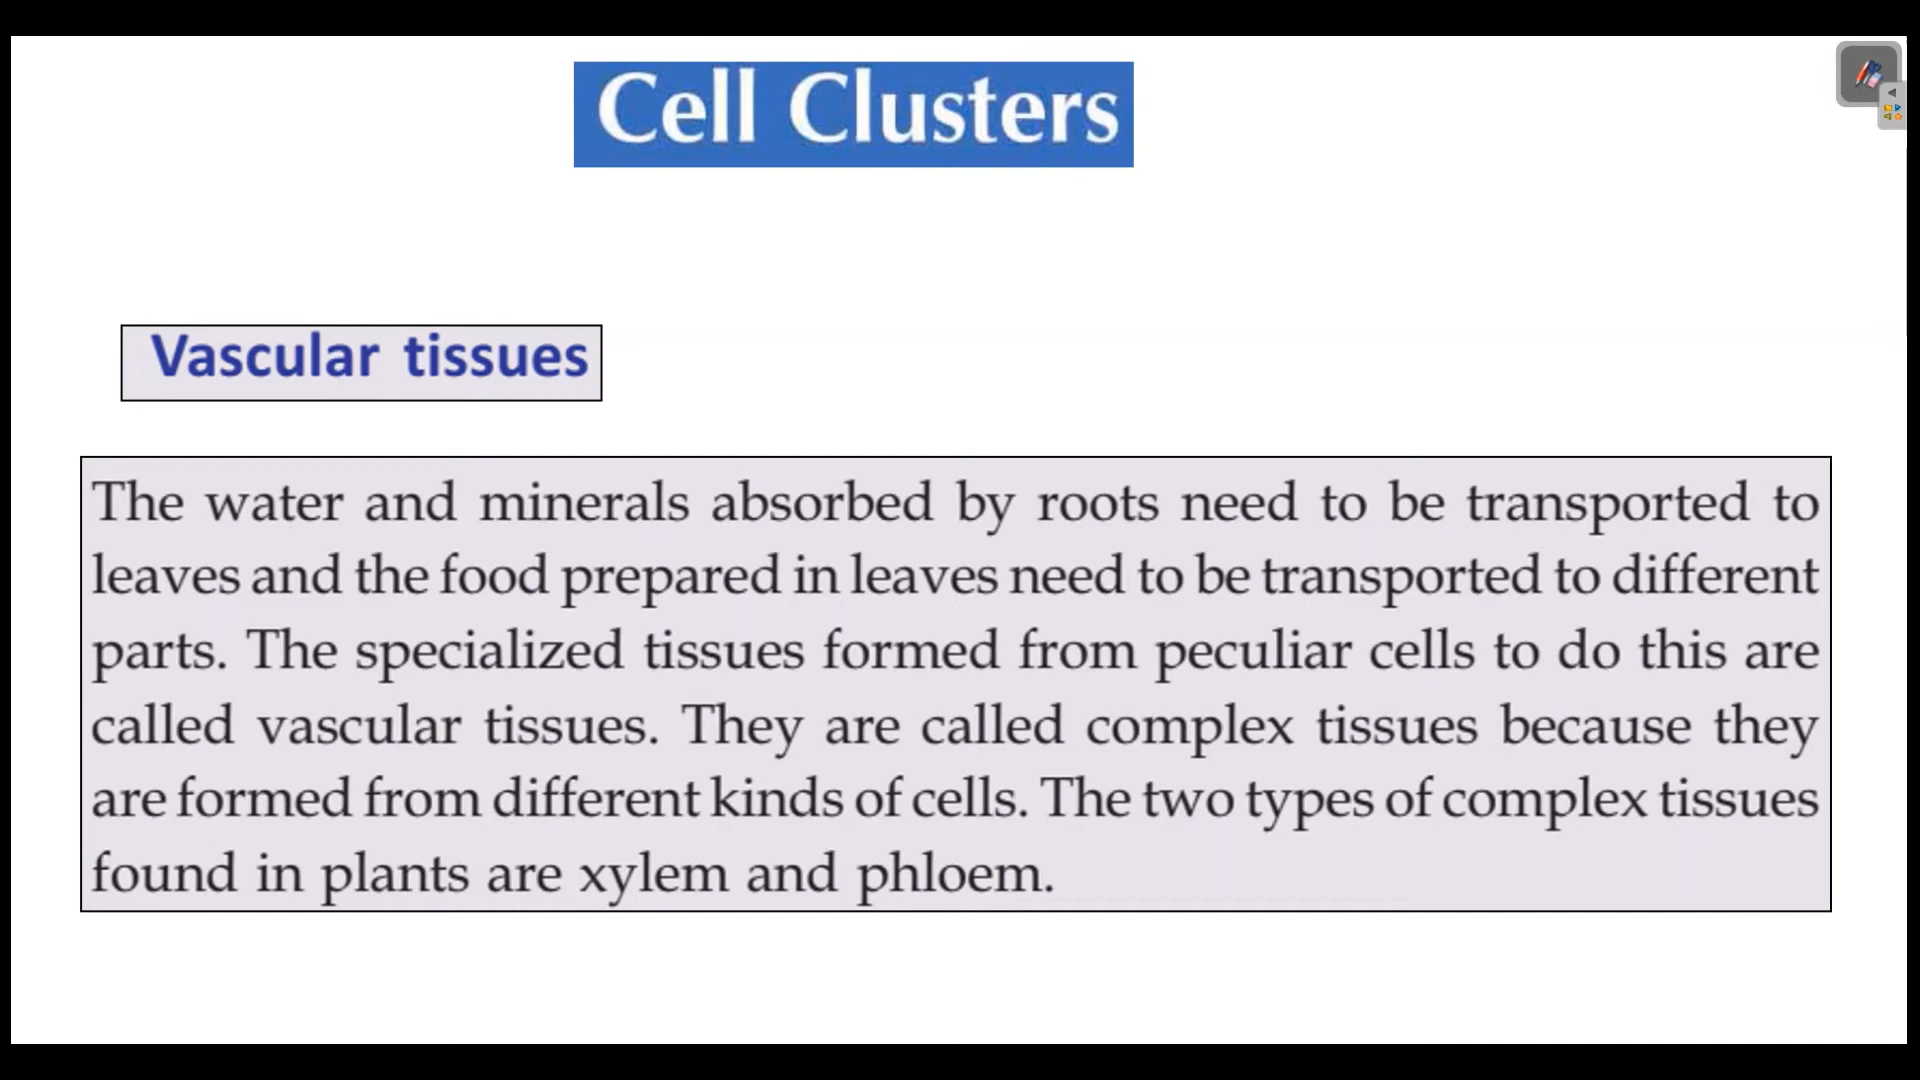 Cell Clusters
Vascular tissues
The water and minerals absorbed by roots need to be transported to
leaves and the food prepared in leaves need to be transported to different
parts. The specialized tissues formed from peculiar cells to do this are
called vascular tissues. They are called complex tissues because they
are formed from different kinds of cells. The two types of complex tissues
found in plants are xylem and phloem.